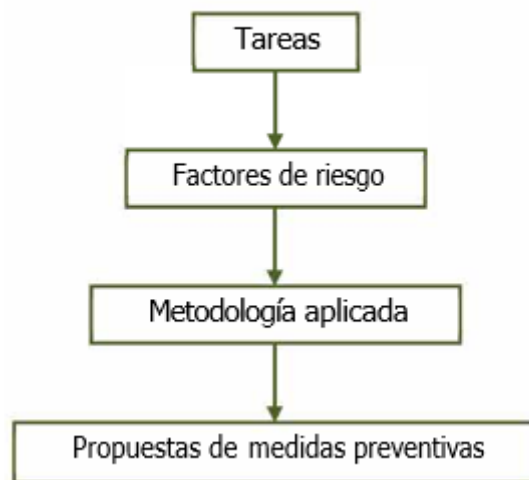 Tareas
Factores de riesgo
Metodología aplicada
Propuestas de medidas preventivas